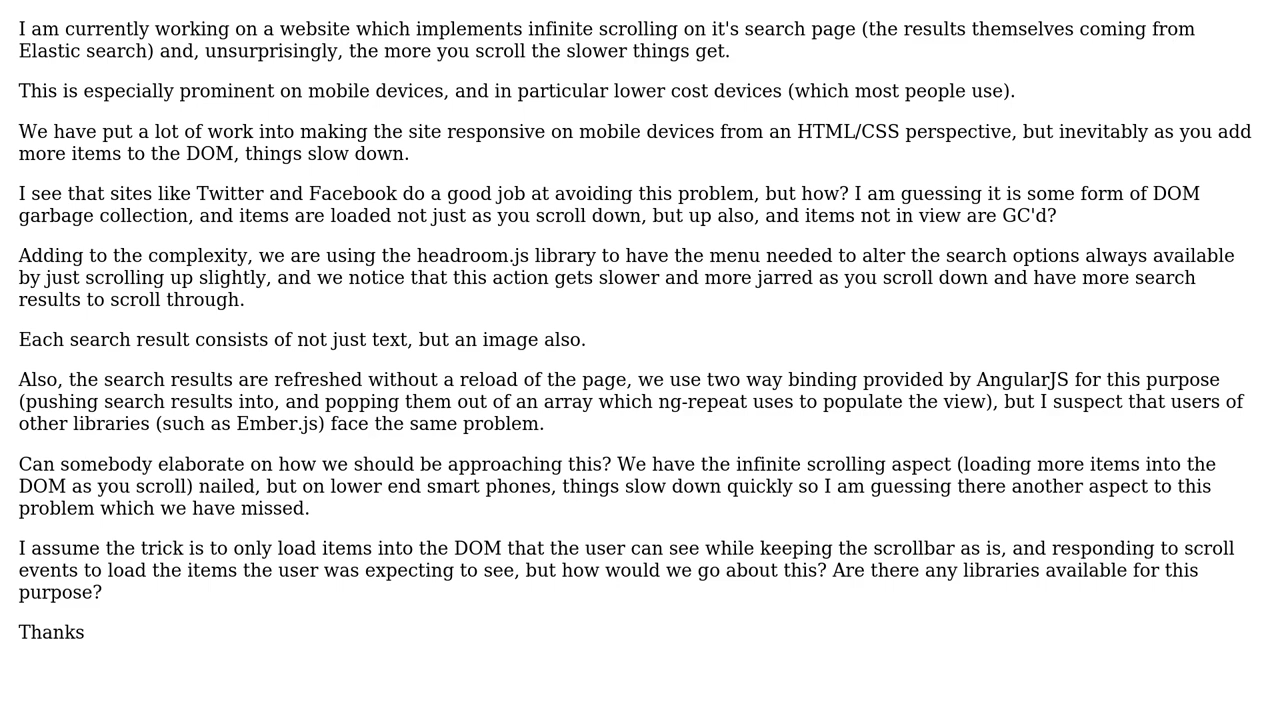 I am currently working on a website which implements infinite scrolling on it's search page (the results themselves coming from
Elastic search) and, unsurprisingly, the more you scroll the slower things get.
This is especially prominent on mobile devices, and in particular lower cost devices (which most people use).
We have put a lot of work into making the site responsive on mobile devices from an HTML/CSS perspective, but inevitably as you add
more items to the DOM, things slow down.
I see that sites like Twitter and Facebook do a good job at avoiding this problem, but how? I am guessing it is some form of DOM
garbage collection, and items are loaded not just as you scroll down, but up also, and items not in view are GC'd?
Adding to the complexity, we are using the headroom.js library to have the menu needed to alter the search options always available
by just scrolling up slightly, and we notice that this action gets slower and more jarred as you scroll down and have more search
results to scroll through.
Each search result consists of not just text, but an image also.
Also, the search results are refreshed without a reload of the page, we use two way binding provided by AngularJS for this purpose
(pushing search results into, and popping them out of an array which ng-repeat uses to populate the view), but I suspect that users of
other libraries (such as Ember.js) face the same problem.
Can somebody elaborate on how we should be approaching this? We have the infinite scrolling aspect (loading more items into the
DOM as you scroll) nailed, but on lower end smart phones, things slow down quickly so I am guessing there another aspect to this
problem which we have missed.
I assume the trick is to only load items into the DOM that the user can see while keeping the scrollbar as is, and responding to scroll
events to load the items the user was expecting to see, but how would we go about this? Are there any libraries available for this
purpose?
Thanks